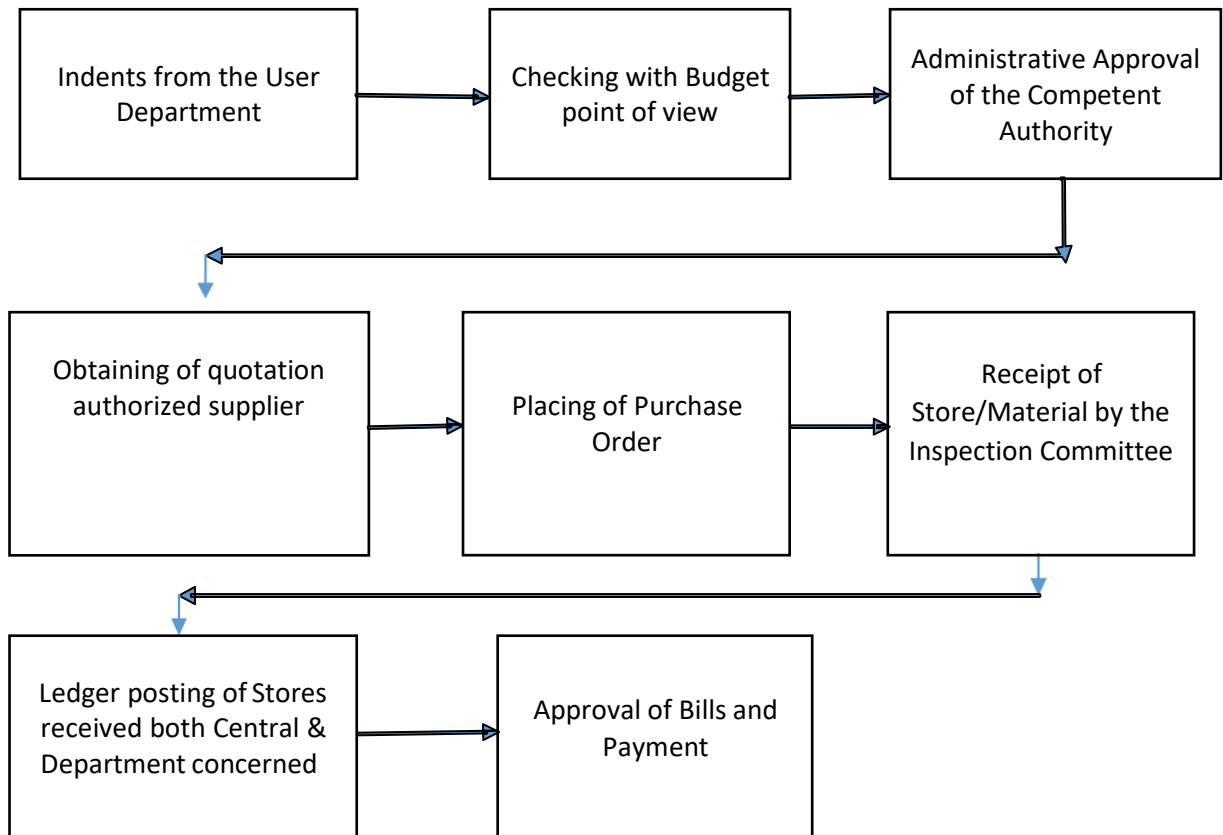 Indents from the User
Department
Checking with Budget
point of view
Administrative Approval
of the Competent
Authority
Obtaining of quotation
authorized supplier
Placing of Purchase
Order
Receipt of
Store/Material by the
Inspection Committee
Ledger posting of Stores
received both Central &
Department concerned
Approval of Bills and
Payment